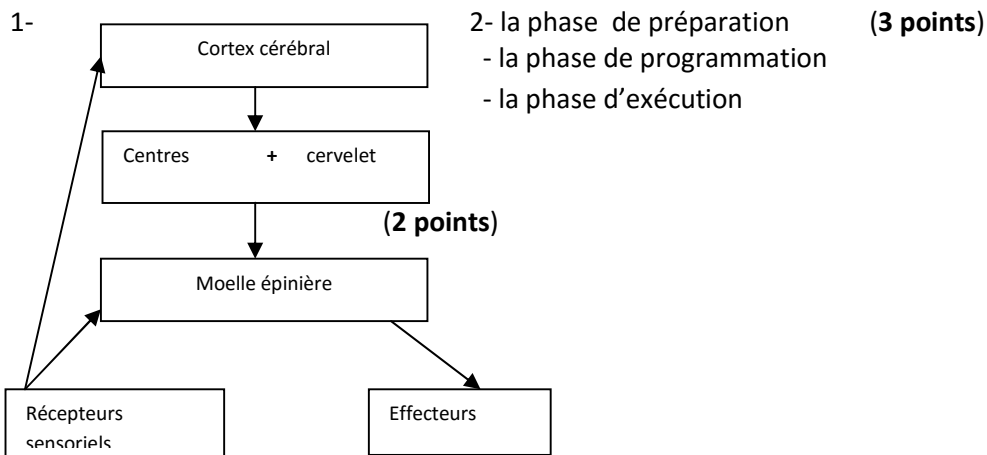 1-
2- la phase de préparation (3 points)
- la phase de programmation
- la phase d’exécution
Cortex cérébral
Centres + cervelet
(2 points)
Moelle épinière
Récepteurs
sensoriels
Effecteurs